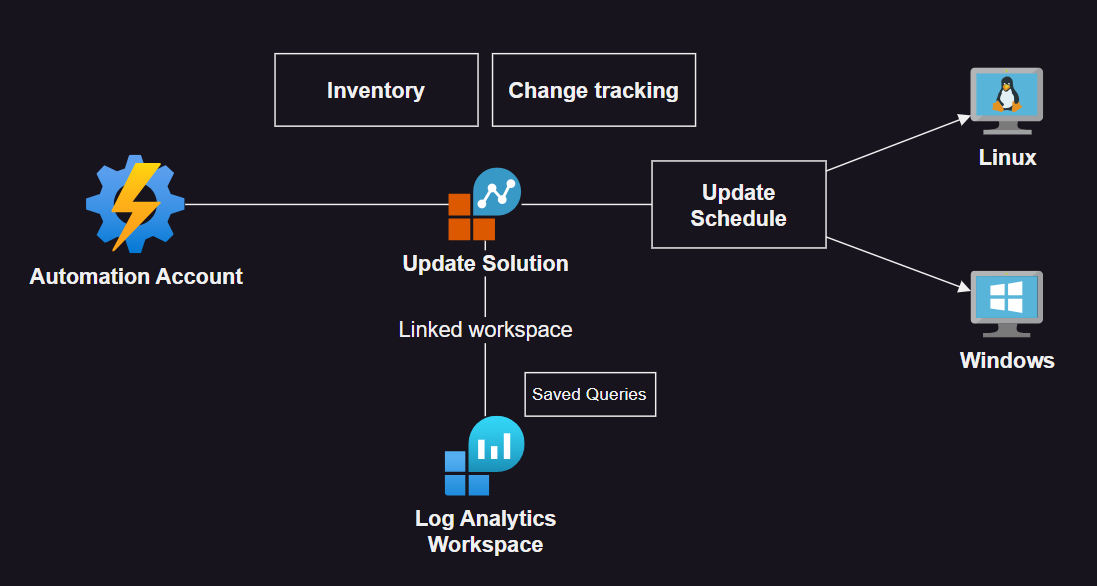 Inventory
Change tracking
Linux
Update
Schedule
Automation Account
Update Solution
Linked workspace
Windows
Saved Queries
Log Analytics
Workspace